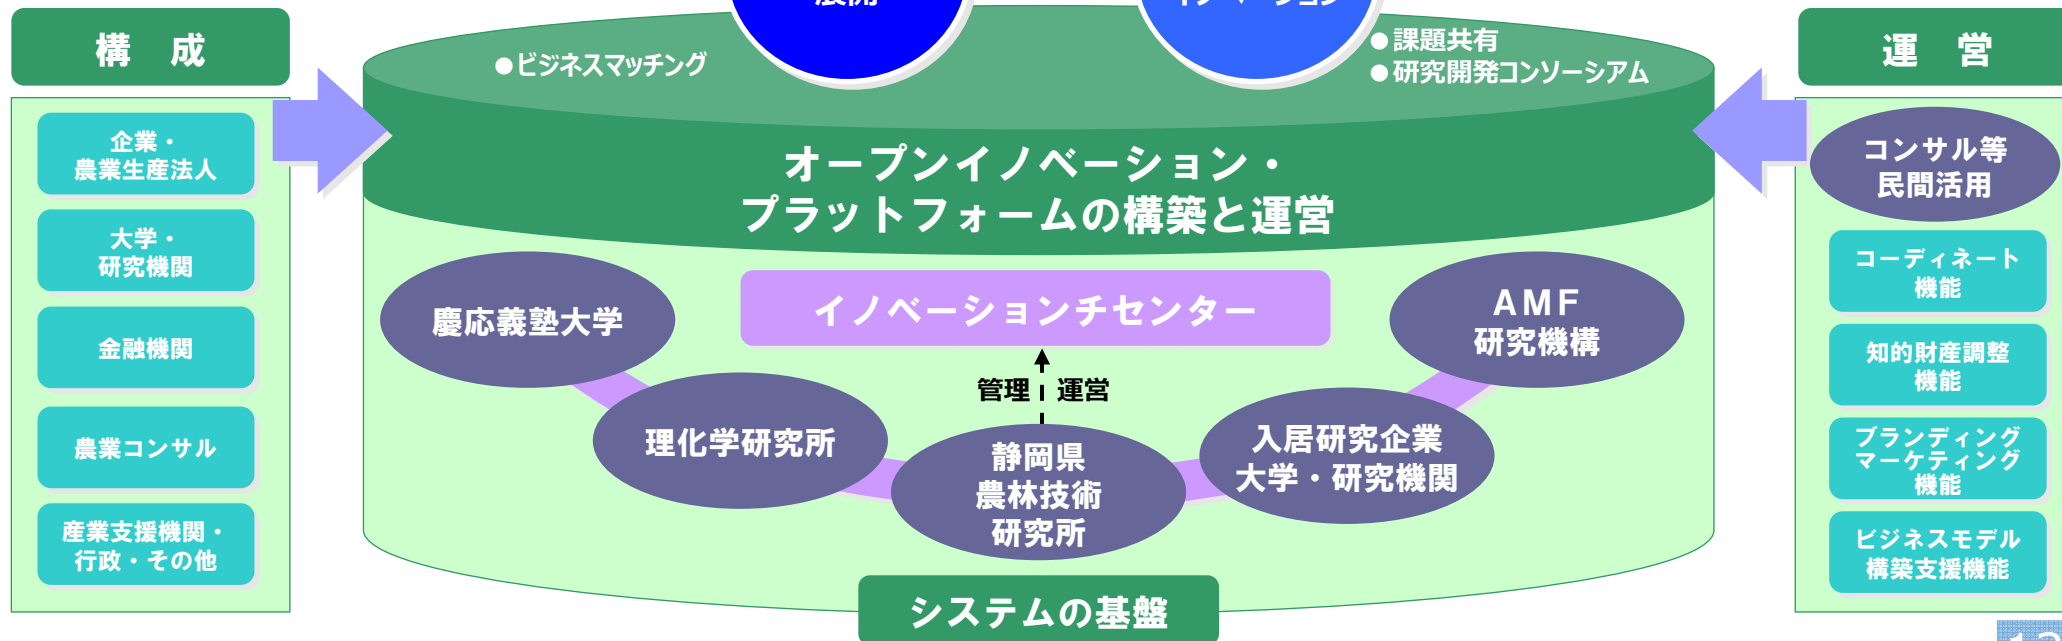 展開
イノベーション
構 成
●ビジネスマッチング
●課題共有
●研究開発コンソーシアム
運 営
企業・
農業生産法人
大学・
研究機関
金融機関
農業コンサル
産業支援機関・
行政・その他
オープンイノベーション・
プラットフォームの構築と運営
慶応義塾大学
イノベーションチセンター
AMF
研究機構
管理 運営
理化学研究所
静岡県
農林技術
研究所
入居研究企業
大学・研究機関
システムの基盤
コンサル等
民間活用
コーディネート
機能
知的財産調整
機能
ブランディング
マーケティング
機能
ビジネスモデル
構築支援機能